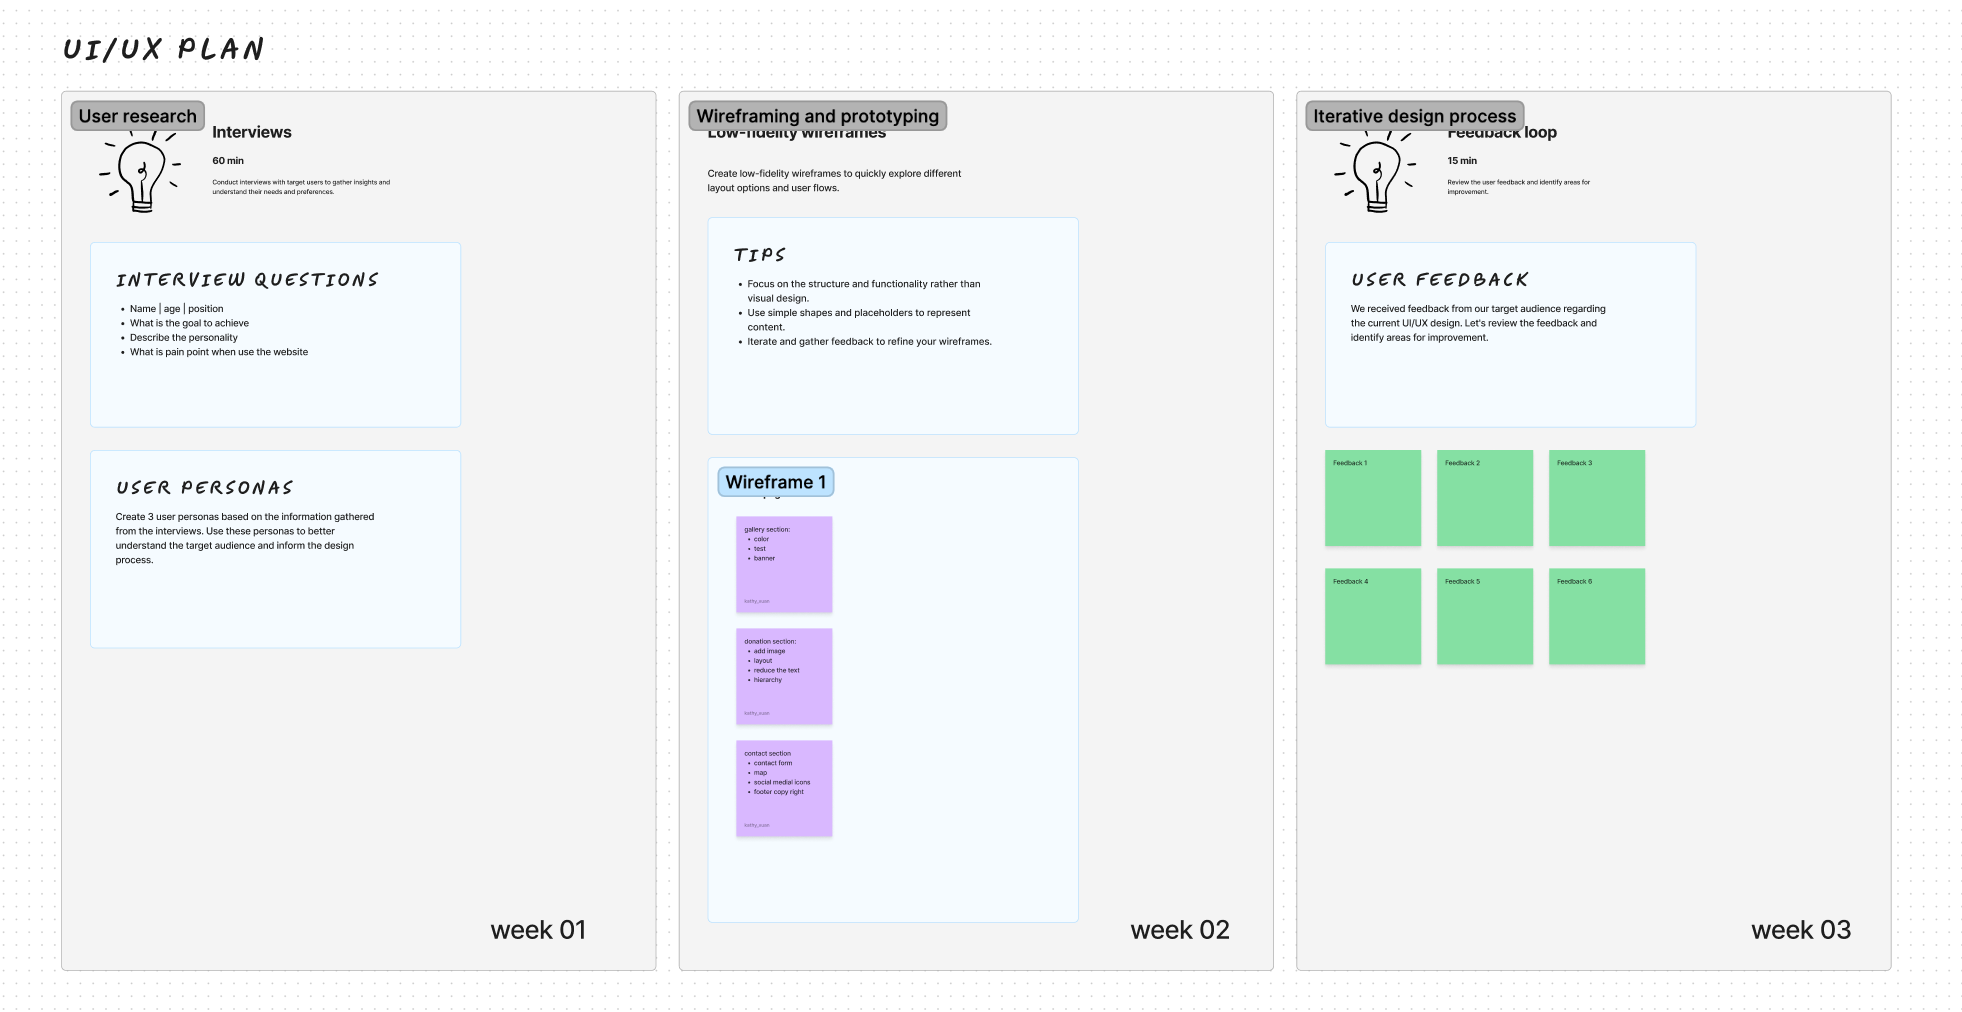 UI/UX PLAN
User research
Interviews
60 min
Conduct interviews with target users to gather insights and
understand their needs and preferences.
INTERVIEW QUESTIONS
• Name | age | position
• What is the goal to achieve
• Describe the personality
• What is pain point when use the website
USER PERSONAS
Create 3 user personas based on the information gathered
from the interviews. Use these personas to better
understand the target audience and inform the design
process.
week 01
Wireframing and prototyping
Low-fidelity wireframes
Create low-fidelity wireframes to quickly explore different
layout options and user flows.
TIPS
• Focus on the structure and functionality rather than
visual design.
• Use simple shapes and placeholders to represent
content.
• Iterate and gather feedback to refine your wireframes.
Wireframe 1
gallery section:
• color
• test
• banner
donation section:
• add image
• layout
• reduce the text
• hierarchy
contact section
• contact form
• map
• social medial icons
• footer copy right
week 02
Iterative design process
Feedback loop
15 min
Review the user feedback and identify areas for
improvement.
USER FEEDBACK
We received feedback from our target audience regarding
the current UI/UX design. Let's review the feedback and
identify areas for improvement.
Feedback 1
Feedback 2
Feedback 3
Feedback 4
Feedback 5
Feedback 6
week 03